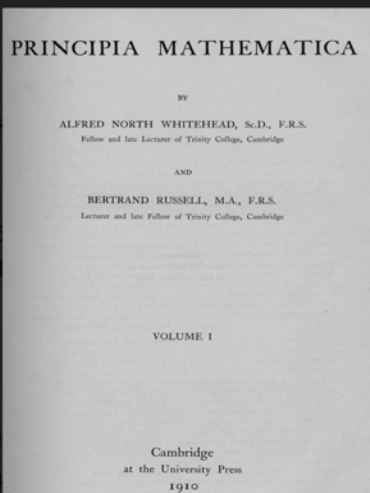 PRINCIPIA MATHEMATICA
BY
ALFRED NORTH WHITEHEAD, Sc.D., F.R.S.
Fellow and late Lecturer of Trinity College, Cambridge
AND
BERTRAND RUSSELL, M.A., F.R.S.
Lecturer and late Fellow of Trinity College, Cambridge
VOLUME I
Cambridge
at the University Press
1910